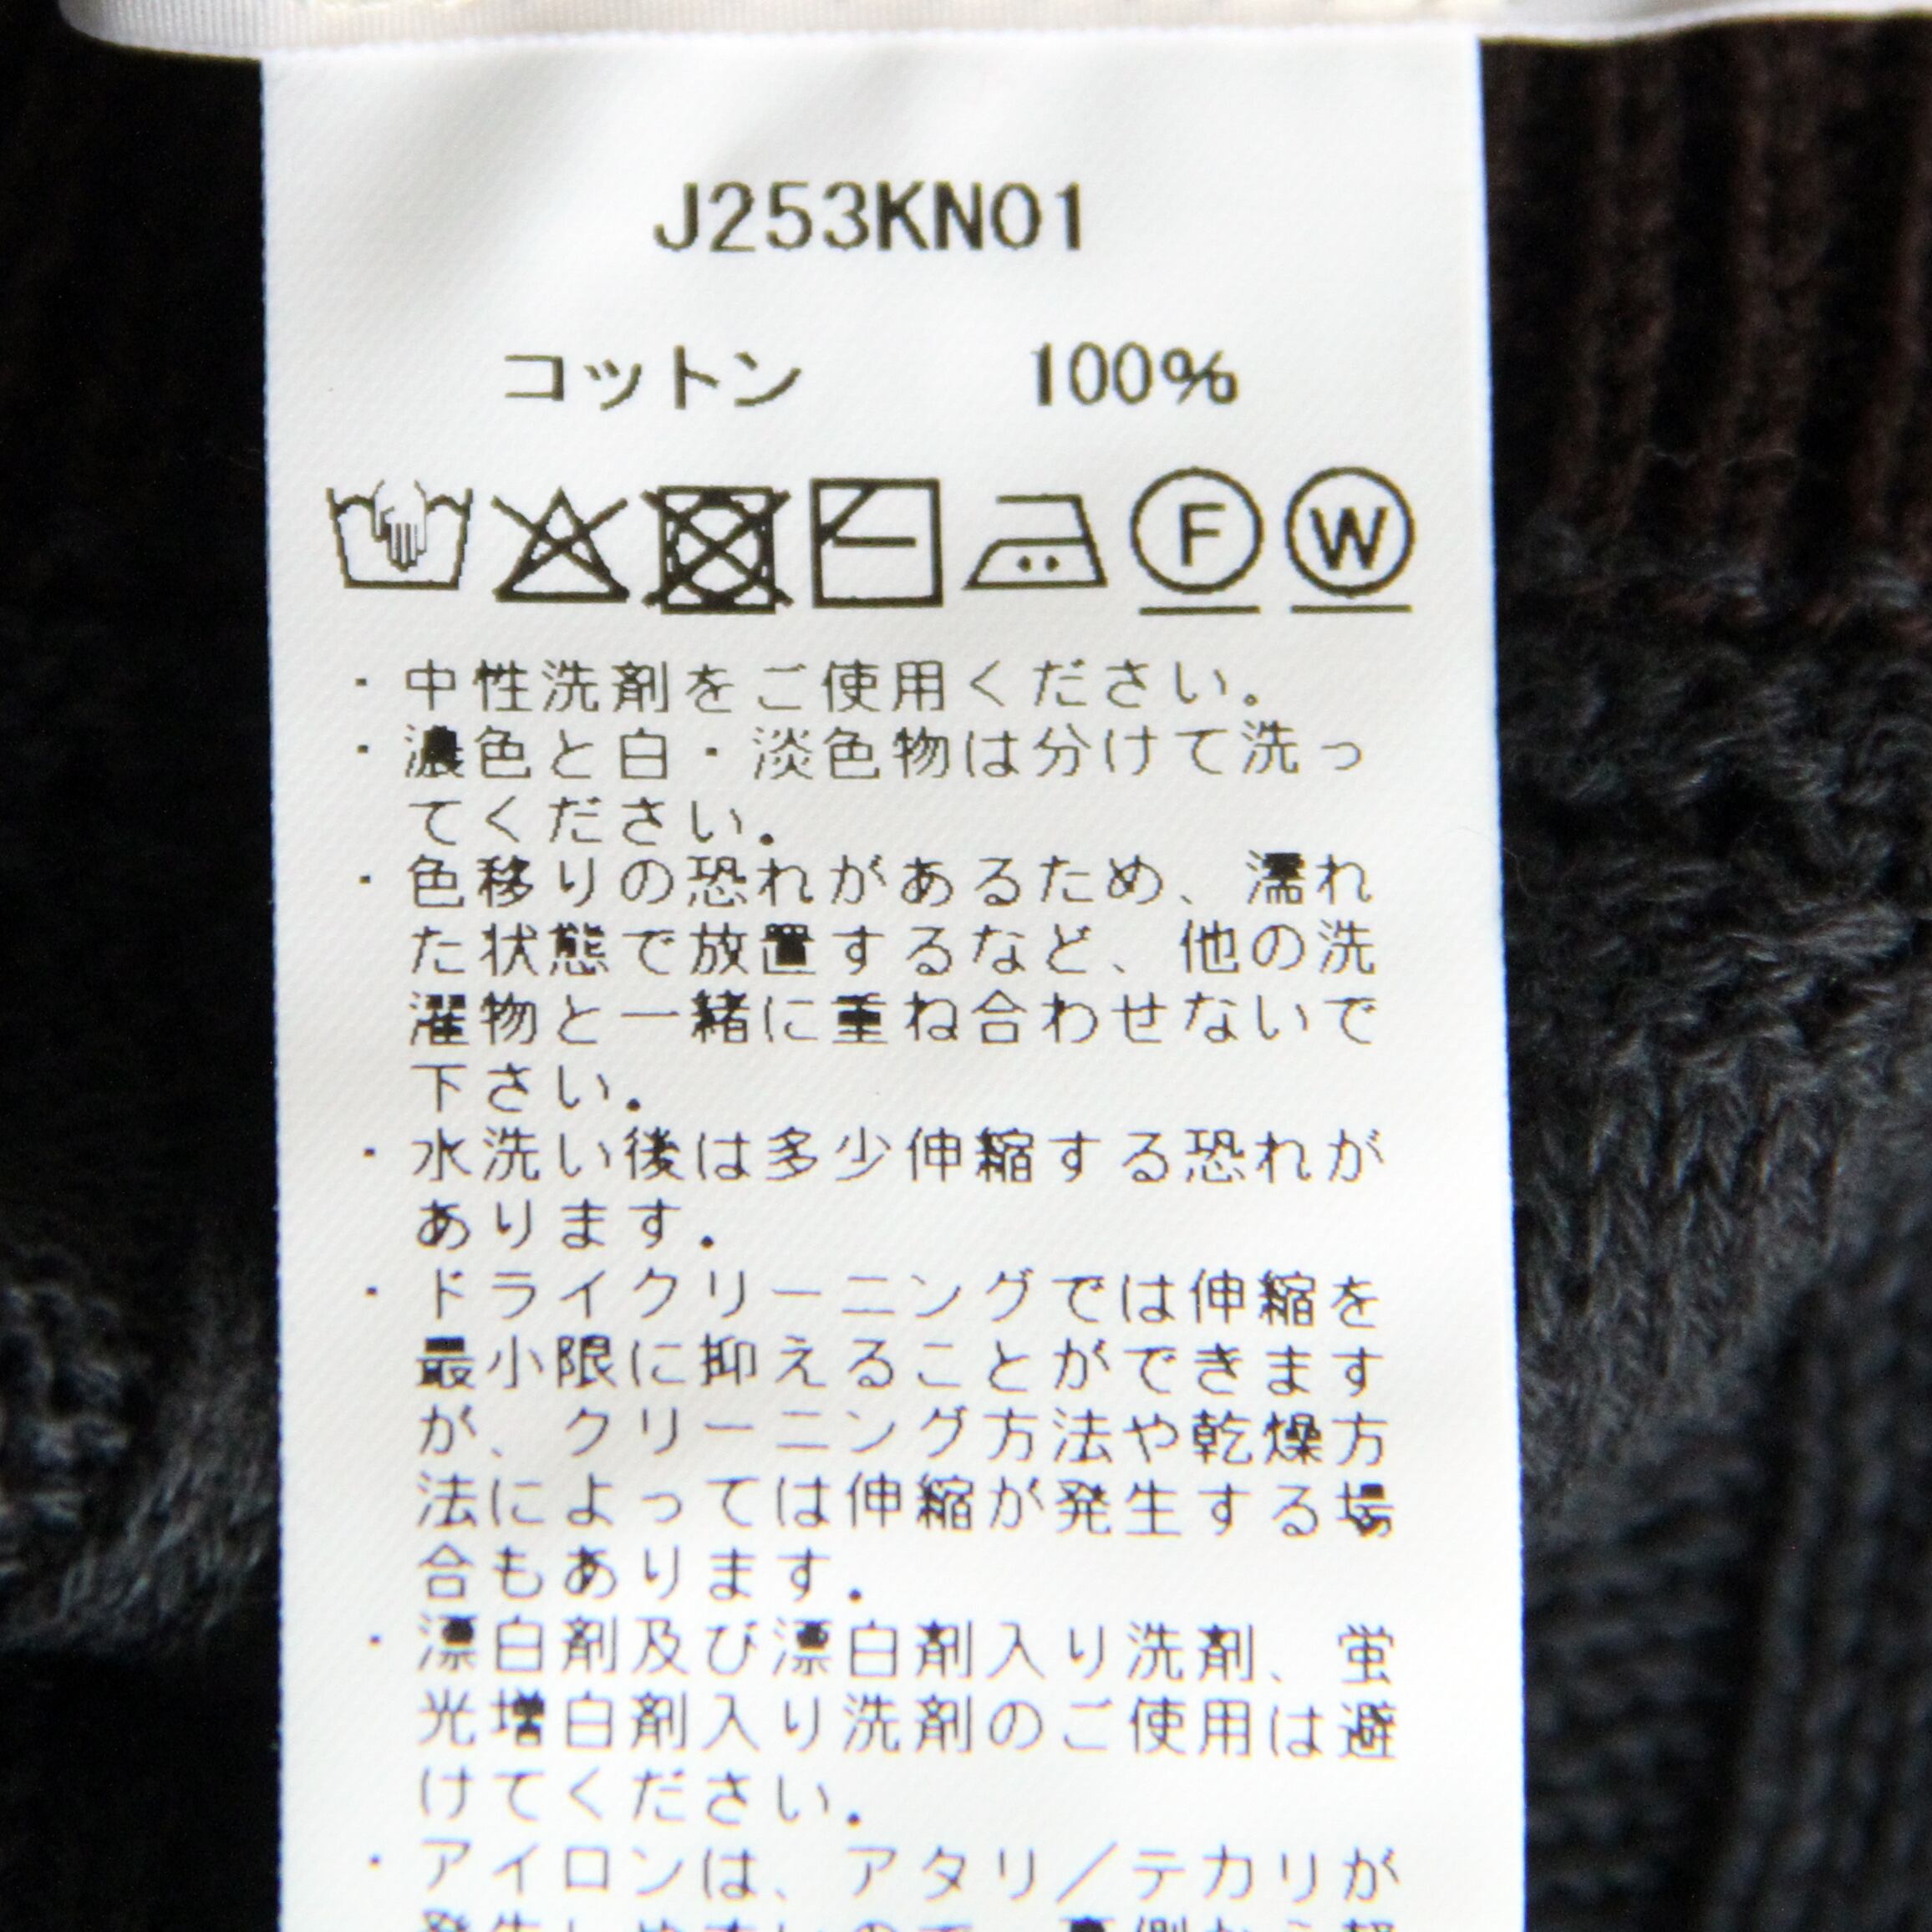 J253KN01
コットン 100%
F W
・中性洗剤をご使用ください。
・濃色と白・淡色物は分けて洗っ
てください。
・色移りの恐れがあるため、濡れ
た状態で放置するなど、他の洗
濯物と一緒に重ね合わせないで
下さい。
・水洗い後は多少伸縮する恐れが
あります。
・ドライクリーニングでは伸縮を
最小限に抑えることができます
が、クリーニング方法や乾燥方
法によっては伸縮が発生する場
合もあります。
・漂白剤及び漂白剤入り洗剤、蛍
光増白剤入り洗剤のご使用は避
けてください。
・アイロンは、アタリ／テカリが